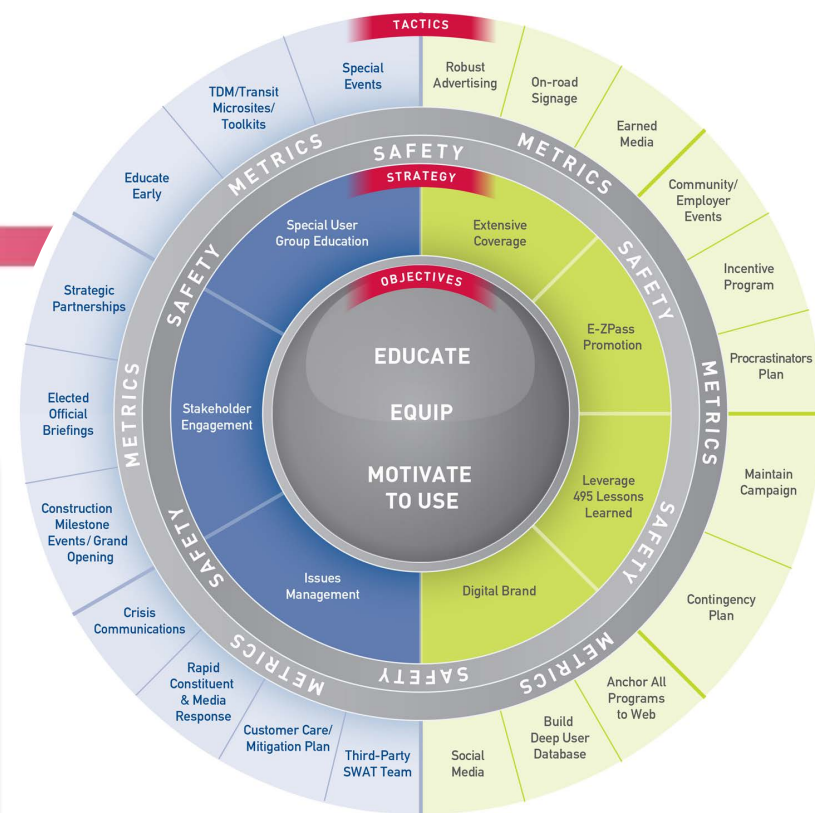 TACTICS
Special
Events
Robust
Advertising
On-road
Signage
Earned
Media
Community/
Employer
Events
Incentive
Program
Procrastinators
Plan
Maintain
Campaign
Contingency
Plan
Anchor All
Programs
to Web
Build
Deep User
Database
Social
Media
Third-Party
SWAT Team
Customer Care/
Mitigation Plan
Rapid
Constituent
& Media
Response
Crisis
Communications
Construction
Milestone
Events/Grand
Opening
Elected
Official
Briefings
Strategic
Partnerships
Educate
Early
TDM/Transit
Microsites/
Toolkits
METRICS
METRICS
METRICS
METRICS
METRICS
METRICS
SAFETY
SAFETY
SAFETY
SAFETY
SAFETY
SAFETY
STRATEGY
Special User
Group Education
Extensive
Coverage
E-ZPass
Promotion
Leverage
495 Lessons
Learned
Digital Brand
Issues
Management
Stakeholder
Engagement
OBJECTIVES
EDUCATE
EQUIP
MOTIVATE
TO USE